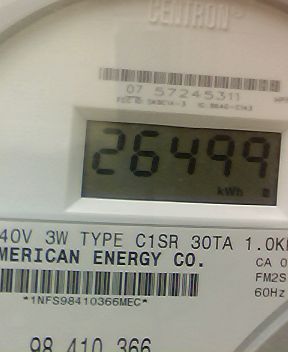 CENTRON
07 57245311
26499
kWh
40V 3W TYPE C1SR 30TA 1.0K
MERICAN ENERGY CO.
CA 0
FM2S
60Hz
*1NFS98410366MEC*
98 410 366